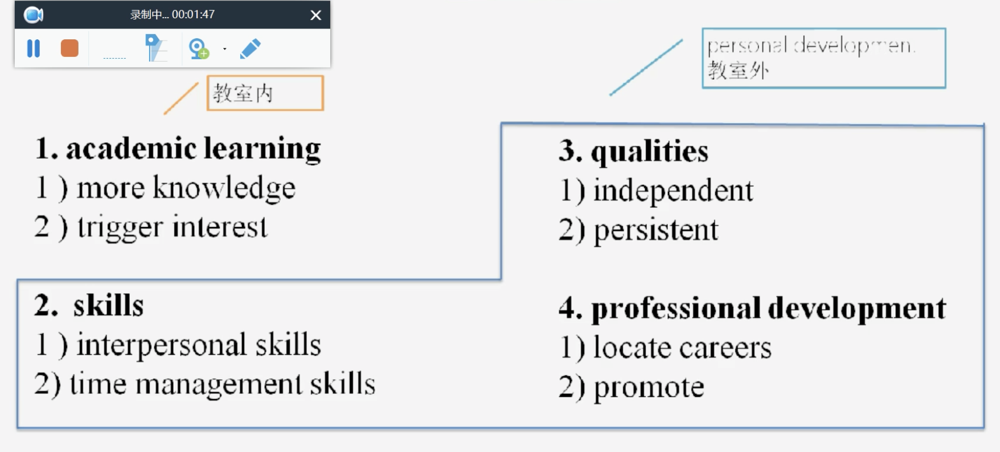 录制中... 00:01:47
personal developmen
教室外
教室内
1. academic learning
1 ) more knowledge
2 ) trigger interest
2. skills
1 ) interpersonal skills
2) time management skills
3. qualities
1) independent
2) persistent
4. professional development
1) locate careers
2) promote